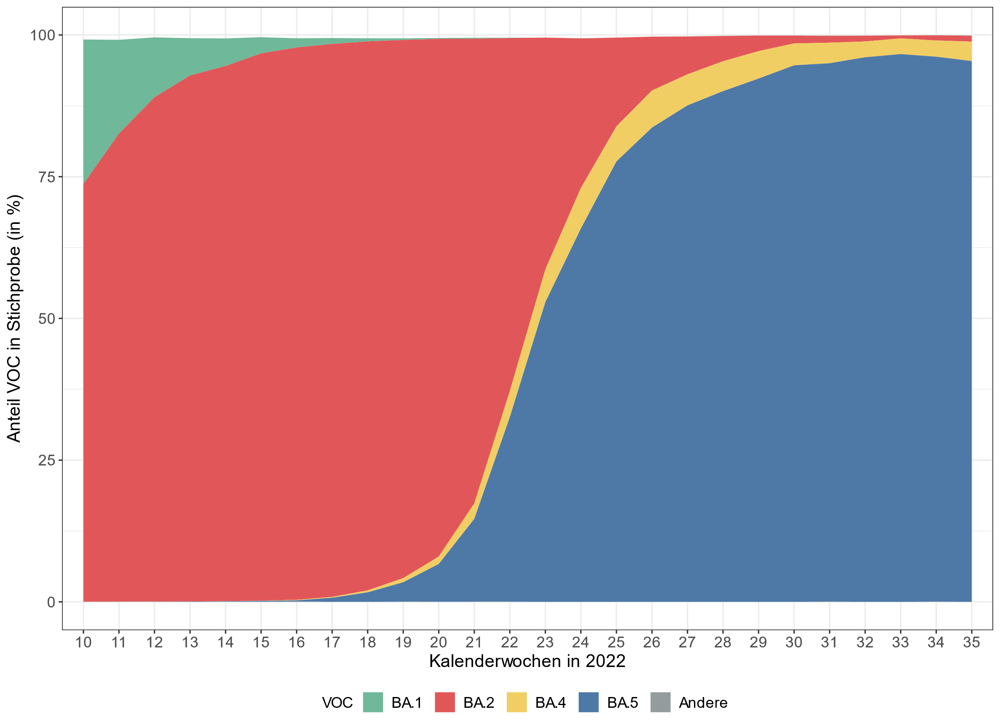 Anteil VOC in Stichprobe (in %)
100
75
50
25
0
10 11 12 13 14 15 16 17 18 19 20 21 22 23 24 25 26 27 28 29 30 31 32 33 34 35
Kalenderwochen in 2022
VOC BA.1 BA.2 BA.4 BA.5 Andere